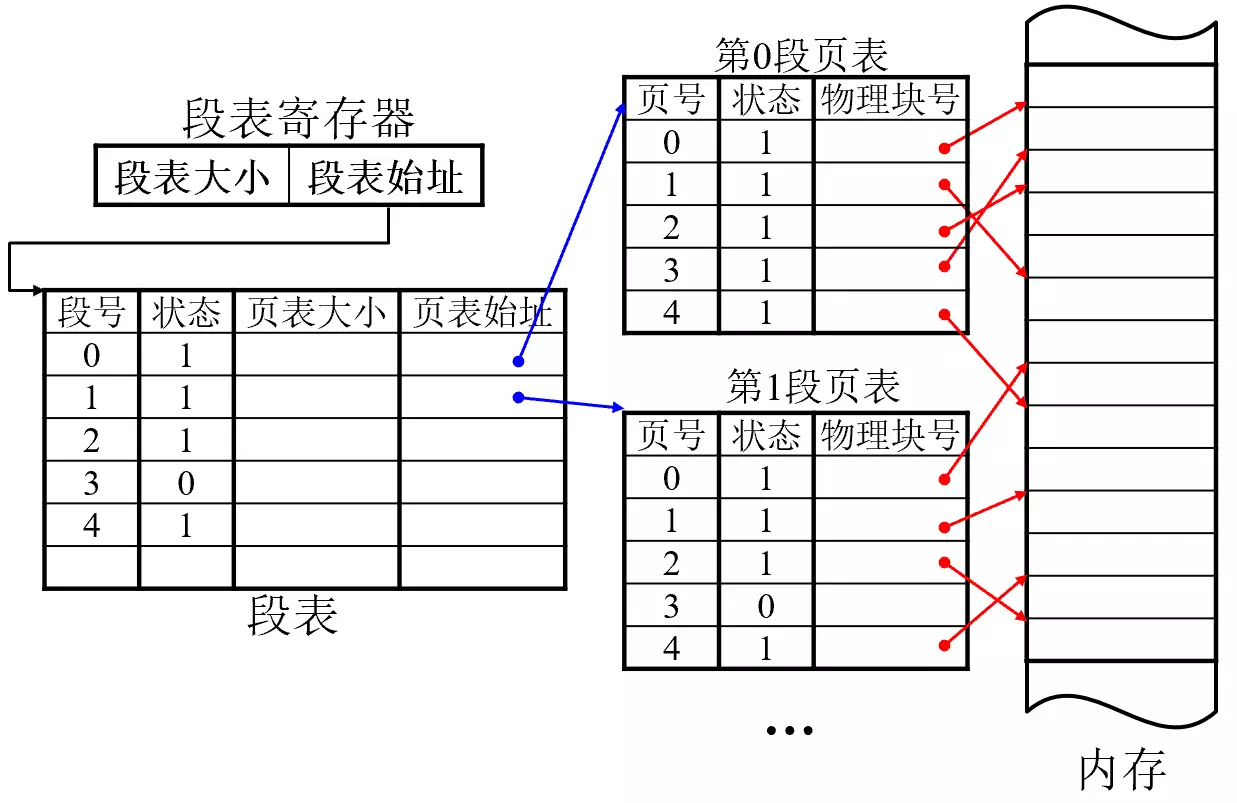 段表寄存器
段表大小 段表始址
段号 状态 页表大小 页表始址
0 1
1 1
2 1
3 0
4 1
段表
第0段页表
页号 状态 物理块号
0 1
1 1
2 1
3 1
4 1
第1段页表
页号 状态 物理块号
0 1
1 1
2 1
3 0
4 1
…
内存